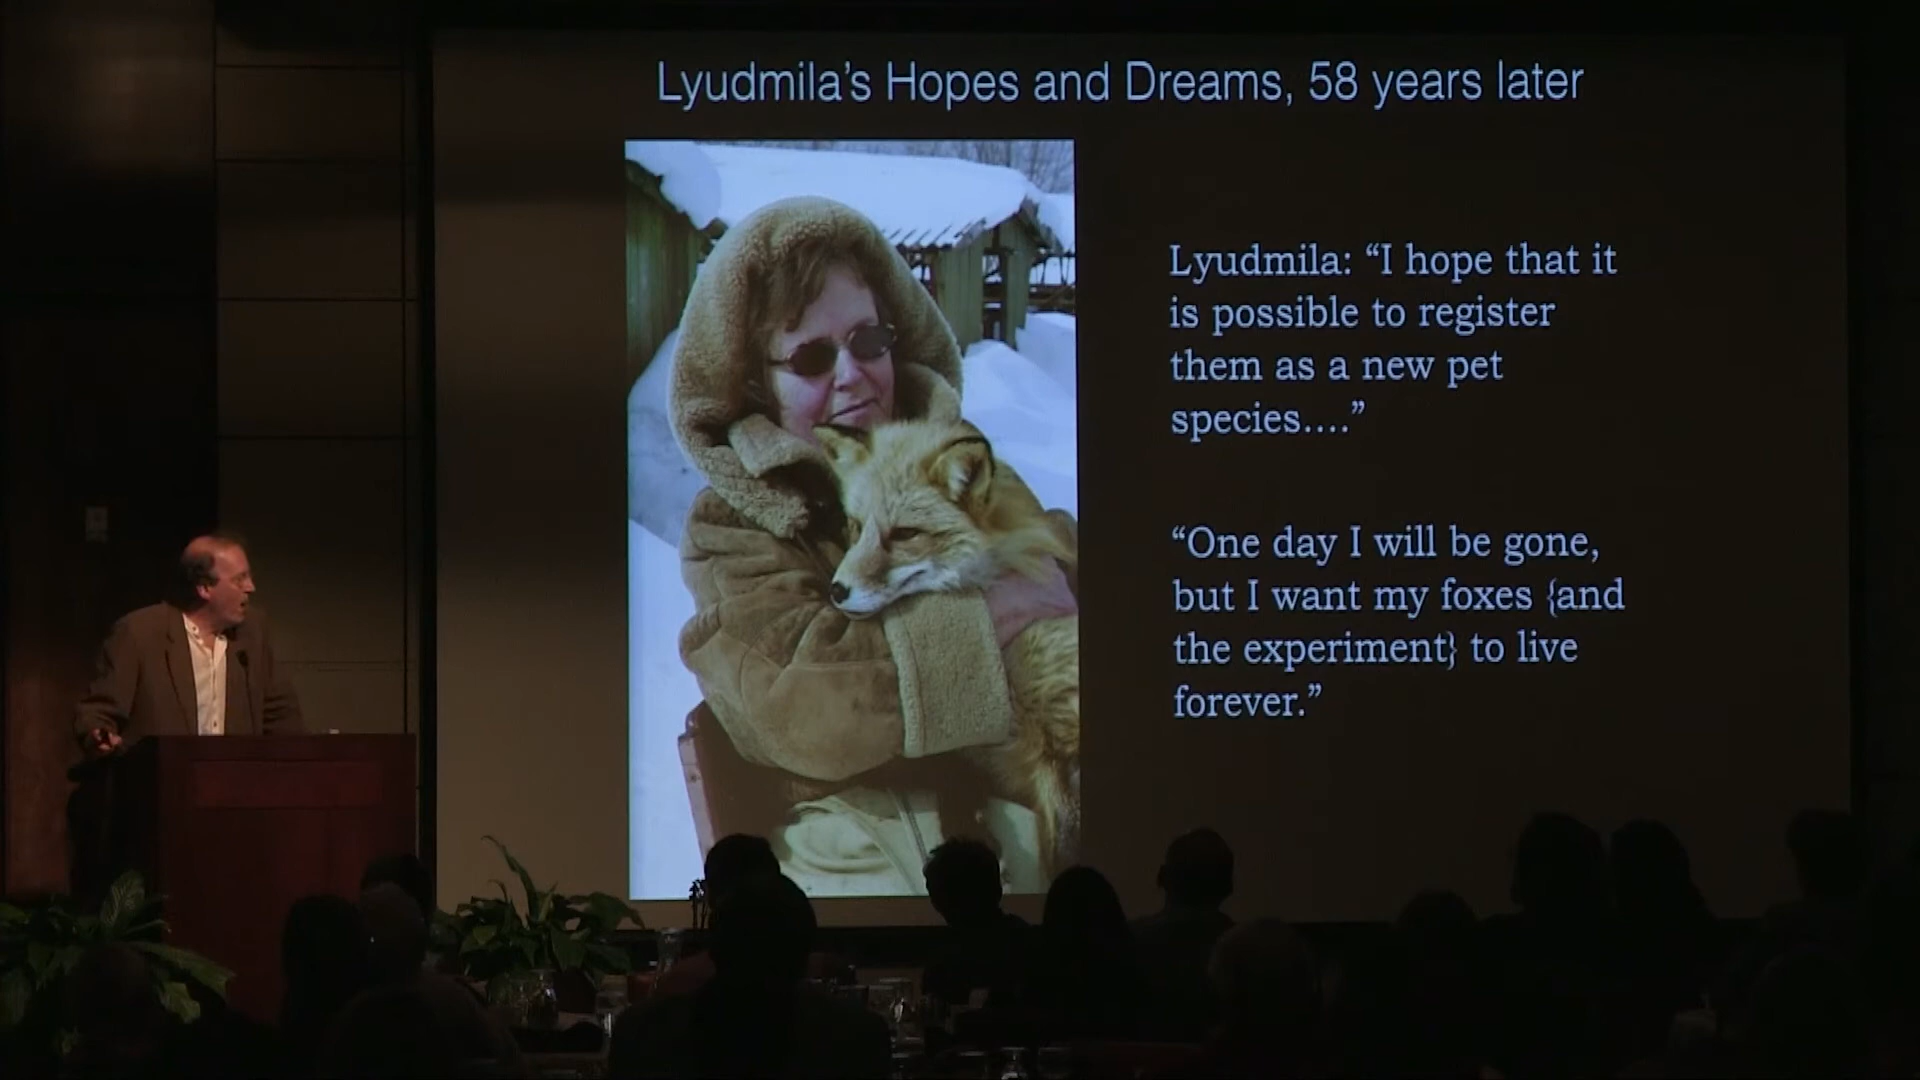 Lyudmila’s Hopes and Dreams, 58 years later
Lyudmila: “I hope that it
is possible to register
them as a new pet
species....”
“One day I will be gone,
but I want my foxes {and
the experiment} to live
forever.”